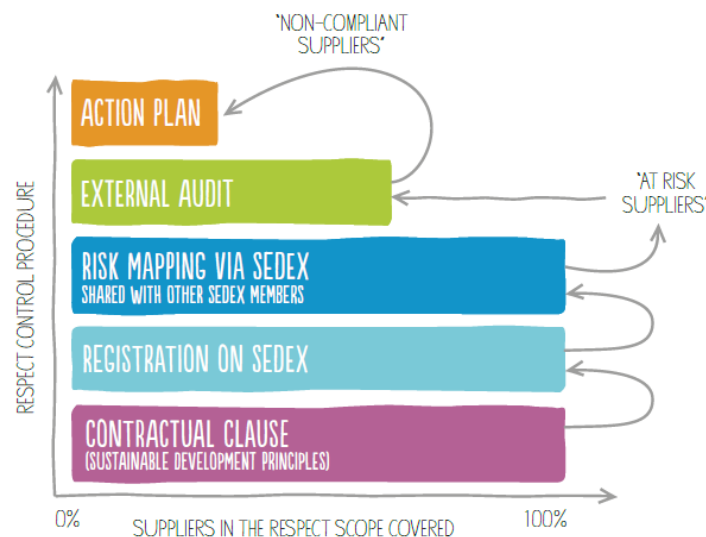 'NON-COMPLIANT
SUPPLIERS'
ACTION PLAN
EXTERNAL AUDIT
'AT RISK
SUPPLIERS'
RISK MAPPING VIA SEDEX
SHARED WITH OTHER SEDEX MEMBERS
REGISTRATION ON SEDEX
CONTRACTUAL CLAUSE
(SUSTAINABLE DEVELOPMENT PRINCIPLES)
RESPECT CONTROL PROCEDURE
0%
100%
SUPPLIERS IN THE RESPECT SCOPE COVERED